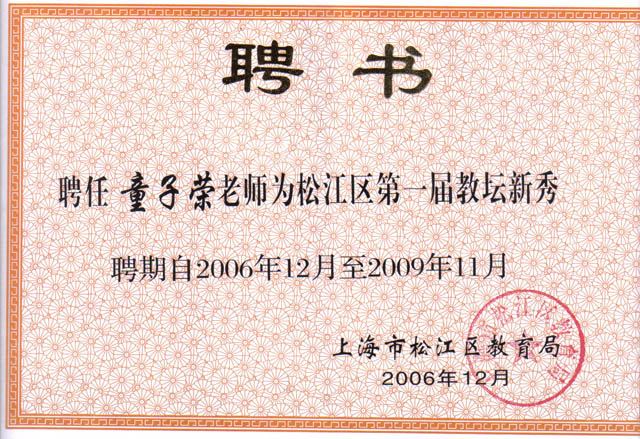 聘书
聘任 童子荣老师为松江区第一届教坛新秀
聘期自2006年12月至2009年11月
上海市松江区教育局
2006年12月